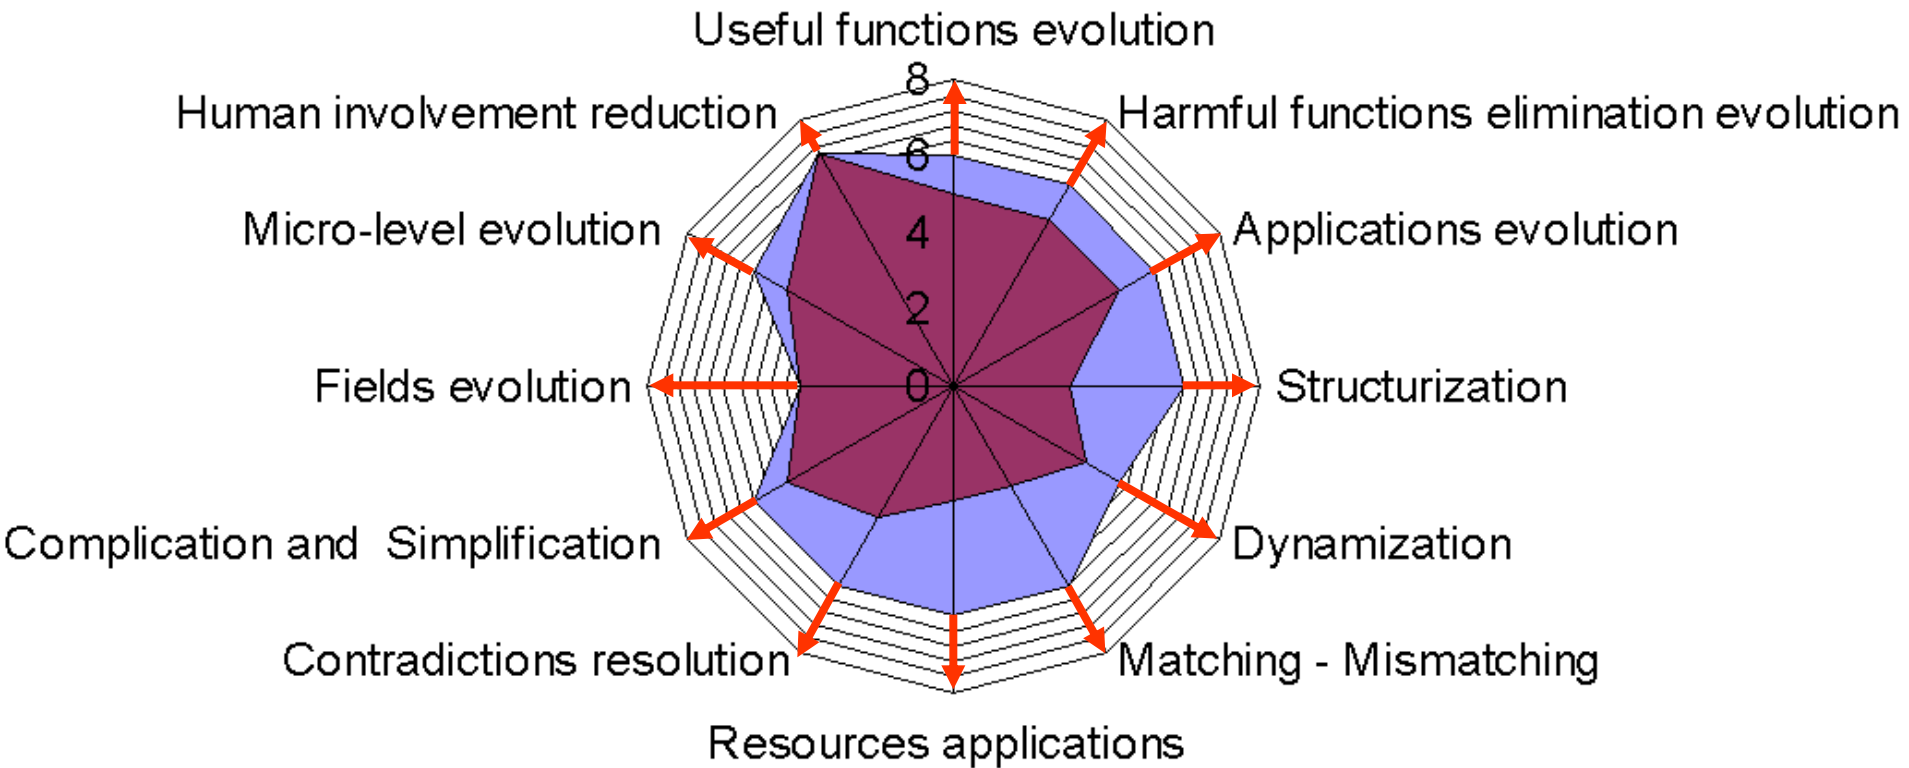 Useful functions evolution
8
Human involvement reduction
Harmful functions elimination evolution
6
Micro-level evolution
4
Applications evolution
2
Fields evolution
0
Structurization
Complication and  Simplification
Dynamization
Contradictions resolution
Matching - Mismatching
Resources applications